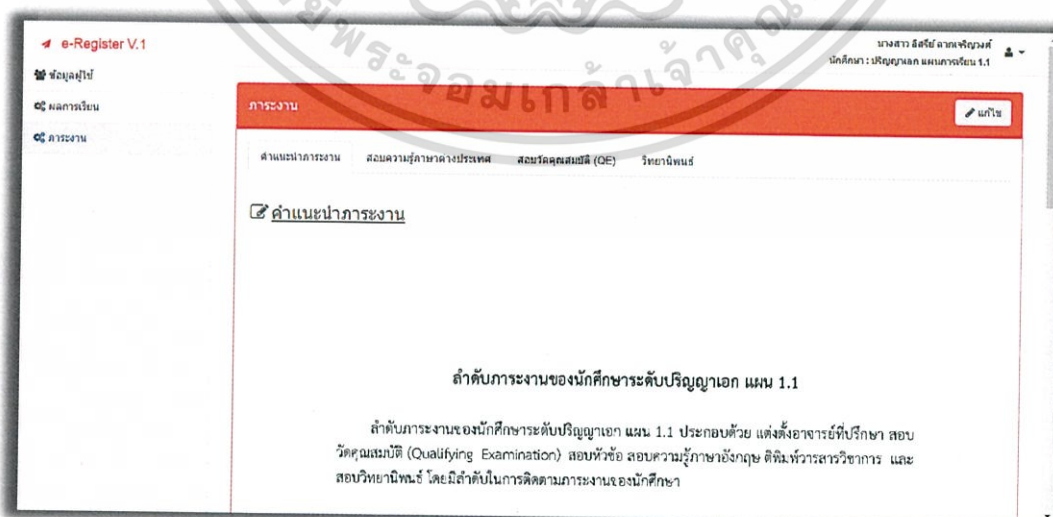 e-Register V.1
นางสาว อิสรีย์ ลาภเจริญวงศ์
นักศึกษา : ปริญญาเอก แผนการเรียน 1.1
ข้อมูลผู้ใช้
ผลการเรียน
ภาระงาน
พระจอมเกล้าเจ้าคุณ
ภาระงาน
แก้ไข
คำแนะนำภาระงาน สอบความรู้ภาษาต่างประเทศ สอบวัดคุณสมบัติ (QE) วิทยานิพนธ์
คำแนะนำภาระงาน
ลำดับภาระงานของนักศึกษาระดับปริญญาเอก แผน 1.1
ลำดับภาระงานของนักศึกษาระดับปริญญาเอก แผน 1.1 ประกอบด้วย แต่งตั้งอาจารย์ที่ปรึกษา สอบ
วัดคุณสมบัติ (Qualifying Examination) สอบหัวข้อ สอบความรู้ภาษาอังกฤษ ตีพิมพ์วารสารวิชาการ และ
สอบวิทยานิพนธ์ โดยมีลำดับในการติดตามภาระงานของนักศึกษา